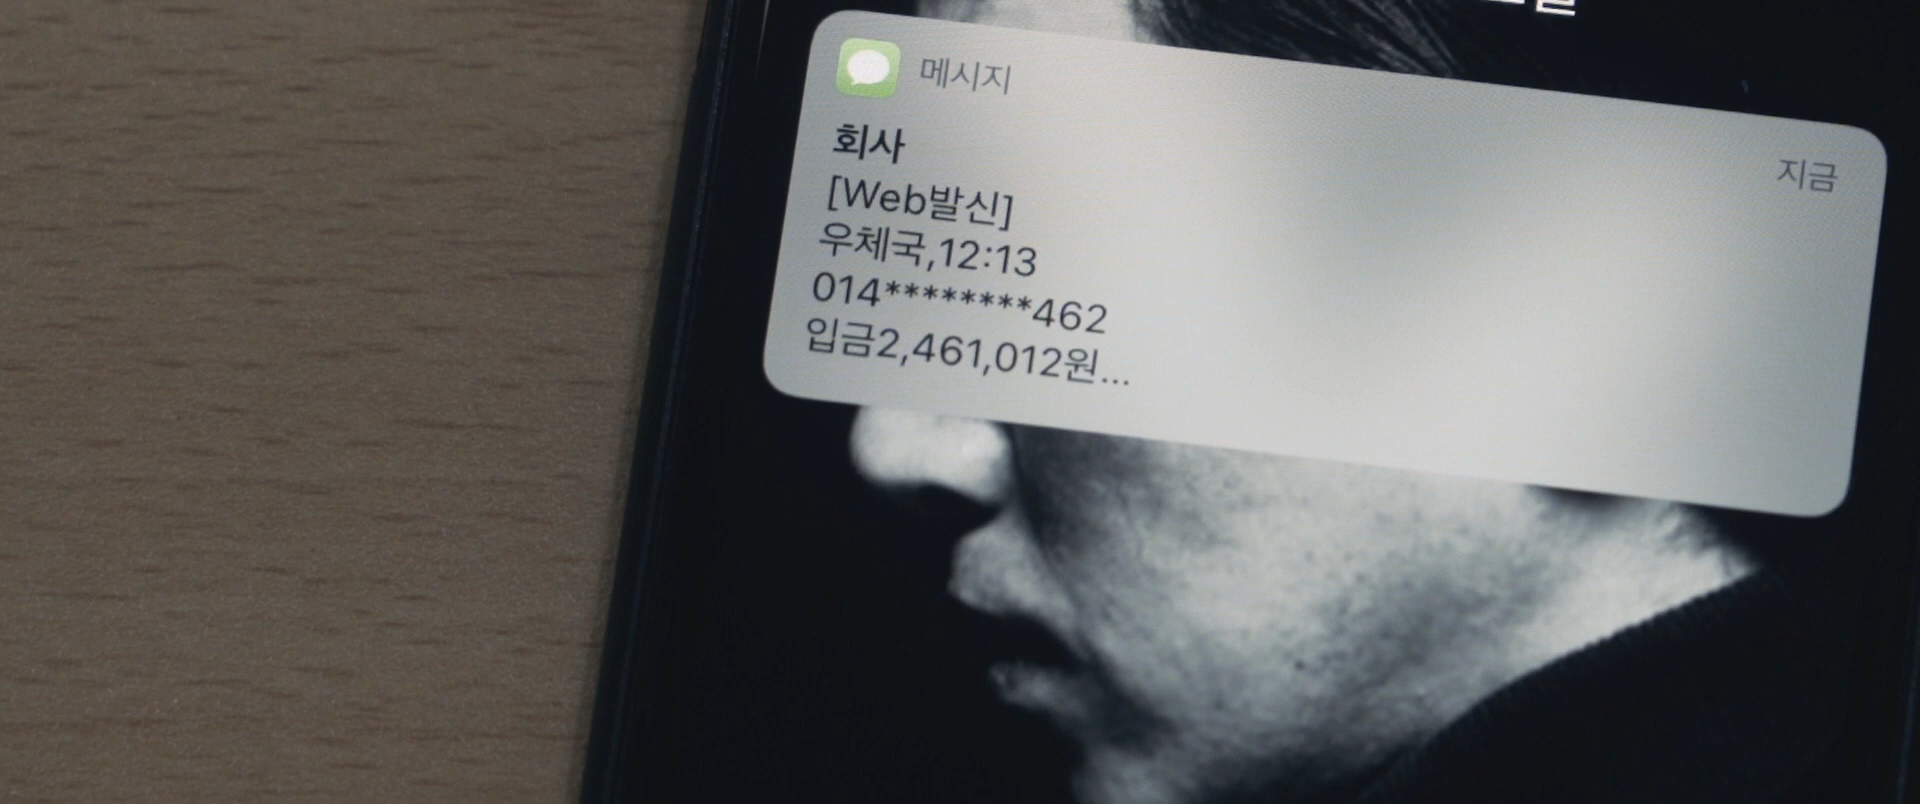 메시지
지금
회사
[Web발신]
우체국,12:13
014********462
입금2,461,012원...